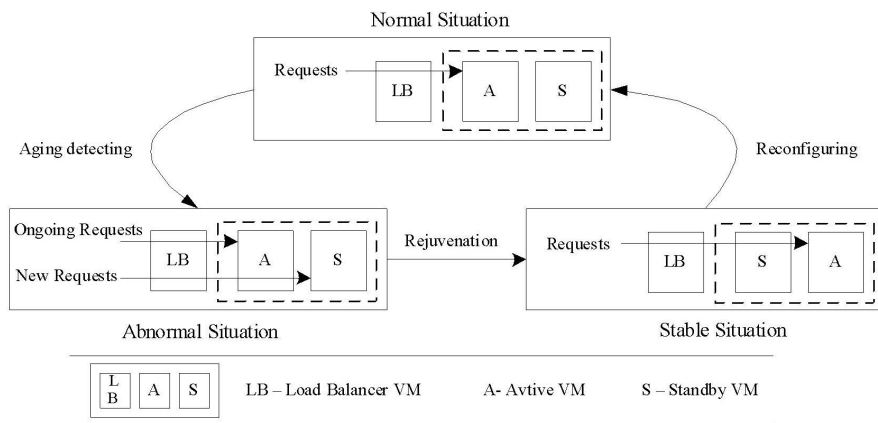 Normal Situation
Requests
LB
A
S
Aging detecting
Reconfiguring
Ongoing Requests
New Requests
LB
A
S
Rejuvenation
Requests
LB
S
A
Abnormal Situation
Stable Situation
L
B
A
S
LB – Load Balancer VM
A- Avtive VM
S – Standby VM